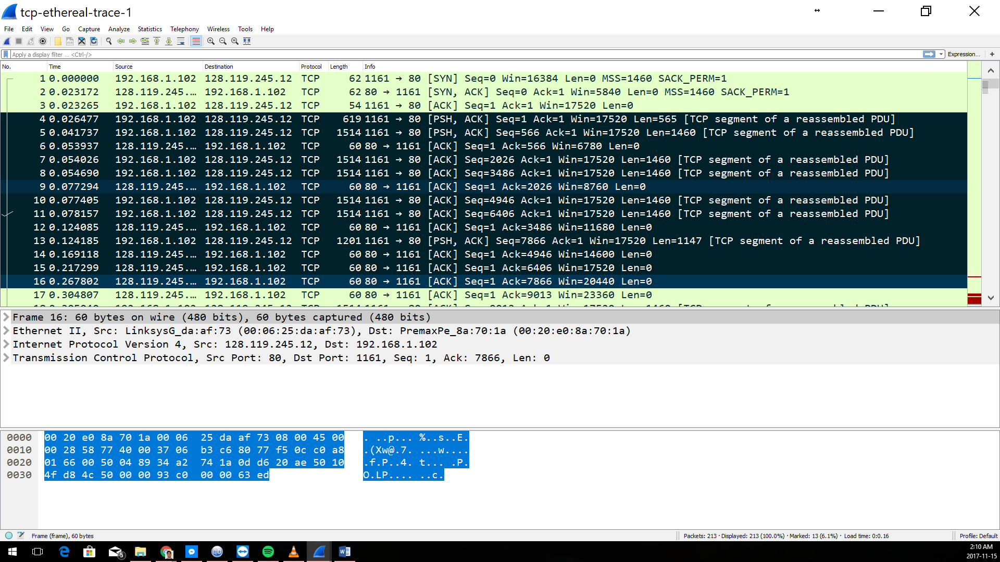 tcp-ethereal-trace-1
File Edit View Go Capture Analyze Statistics Telephony Wireless Tools Help
Apply a display filter ... <Ctrl-/> Expression... +
No. Time Source Destination Protocol Length Info
1 0.000000 192.168.1.102 128.119.245.12 TCP 62 1161 → 80 [SYN] Seq=0 Win=16384 Len=0 MSS=1460 SACK_PERM=1
2 0.023172 128.119.245.… 192.168.1.102 TCP 62 80 → 1161 [SYN, ACK] Seq=0 Ack=1 Win=5840 Len=0 MSS=1460 SACK_PERM=1
3 0.023265 192.168.1.102 128.119.245.12 TCP 54 1161 → 80 [ACK] Seq=1 Ack=1 Win=17520 Len=0
4 0.026477 192.168.1.102 128.119.245.12 TCP 619 1161 → 80 [PSH, ACK] Seq=1 Ack=1 Win=17520 Len=565 [TCP segment of a reassembled PDU]
5 0.041737 192.168.1.102 128.119.245.12 TCP 1514 1161 → 80 [PSH, ACK] Seq=566 Ack=1 Win=17520 Len=1460 [TCP segment of a reassembled PDU]
6 0.053937 128.119.245.… 192.168.1.102 TCP 60 80 → 1161 [ACK] Seq=1 Ack=566 Win=6780 Len=0
7 0.054026 192.168.1.102 128.119.245.12 TCP 1514 1161 → 80 [ACK] Seq=2026 Ack=1 Win=17520 Len=1460 [TCP segment of a reassembled PDU]
8 0.054690 192.168.1.102 128.119.245.12 TCP 1514 1161 → 80 [ACK] Seq=3486 Ack=1 Win=17520 Len=1460 [TCP segment of a reassembled PDU]
9 0.077294 128.119.245.… 192.168.1.102 TCP 60 80 → 1161 [ACK] Seq=1 Ack=2026 Win=8760 Len=0
10 0.077405 192.168.1.102 128.119.245.12 TCP 1514 1161 → 80 [ACK] Seq=4946 Ack=1 Win=17520 Len=1460 [TCP segment of a reassembled PDU]
11 0.078157 192.168.1.102 128.119.245.12 TCP 1514 1161 → 80 [ACK] Seq=6406 Ack=1 Win=17520 Len=1460 [TCP segment of a reassembled PDU]
12 0.124085 128.119.245.… 192.168.1.102 TCP 60 80 → 1161 [ACK] Seq=1 Ack=3486 Win=11680 Len=0
13 0.124185 192.168.1.102 128.119.245.12 TCP 1201 1161 → 80 [PSH, ACK] Seq=7866 Ack=1 Win=17520 Len=1147 [TCP segment of a reassembled PDU]
14 0.169118 128.119.245.… 192.168.1.102 TCP 60 80 → 1161 [ACK] Seq=1 Ack=4946 Win=14600 Len=0
15 0.217299 128.119.245.… 192.168.1.102 TCP 60 80 → 1161 [ACK] Seq=1 Ack=6406 Win=17520 Len=0
16 0.267802 128.119.245.… 192.168.1.102 TCP 60 80 → 1161 [ACK] Seq=1 Ack=7866 Win=20440 Len=0
17 0.304807 128.119.245.… 192.168.1.102 TCP 60 80 → 1161 [ACK] Seq=1 Ack=9013 Win=23360 Len=0
Frame 16: 60 bytes on wire (480 bits), 60 bytes captured (480 bits)
Ethernet II, Src: LinksysG_da:af:73 (00:06:25:da:af:73), Dst: PremaxPe_8a:70:1a (00:20:e0:8a:70:1a)
Internet Protocol Version 4, Src: 128.119.245.12, Dst: 192.168.1.102
Transmission Control Protocol, Src Port: 80, Dst Port: 1161, Seq: 1, Ack: 7866, Len: 0
0000 00 20 e0 8a 70 1a 00 06 25 da af 73 08 00 45 00 . ..p... %..s..E.
0010 00 28 58 77 40 00 37 06 b3 c6 80 77 f5 0c c0 a8 .(Xw@.7. ...w....
0020 01 66 00 50 04 89 34 a2 74 1a 0d d6 20 ae 50 10 .f.P..4. t... .P.
0030 4f d8 4c 50 00 00 93 c0 00 00 63 ed O.LP.... ..c.
Frame (frame), 60 bytes Packets: 213 · Displayed: 213 (100.0%) · Marked: 13 (6.1%) · Load time: 0:0.16 Profile: Default
5
2:10 AM
2017-11-15